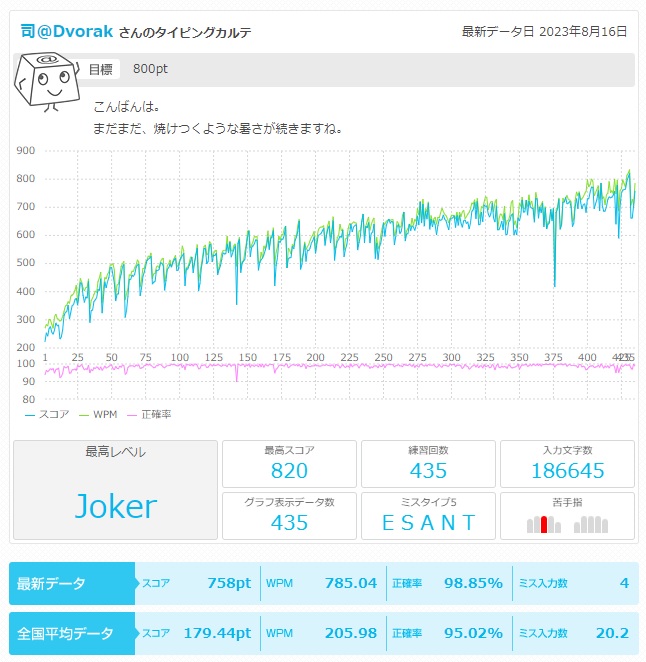 司@Dvorak さんのタイピングカルテ 最新データ日 2023年8月16日
@
目標 800pt
こんばんは。
まだまだ、焼けつくような暑さが続きますね。
900
800
700
600
500
400
300
200
1 25 50 75 100 125 150 175 200 225 250 275 300 325 350 375 400 425 435
100
90
80
スコア WPM 正確率
最高レベル
Joker
最高スコア
820
練習回数
435
入力文字数
186645
グラフ表示データ数
435
ミスタイプ5
E S A N T
苦手指
最新データ スコア 758pt WPM 785.04 正確率 98.85% ミス入力数 4
全国平均データ スコア 179.44pt WPM 205.98 正確率 95.02% ミス入力数 20.2